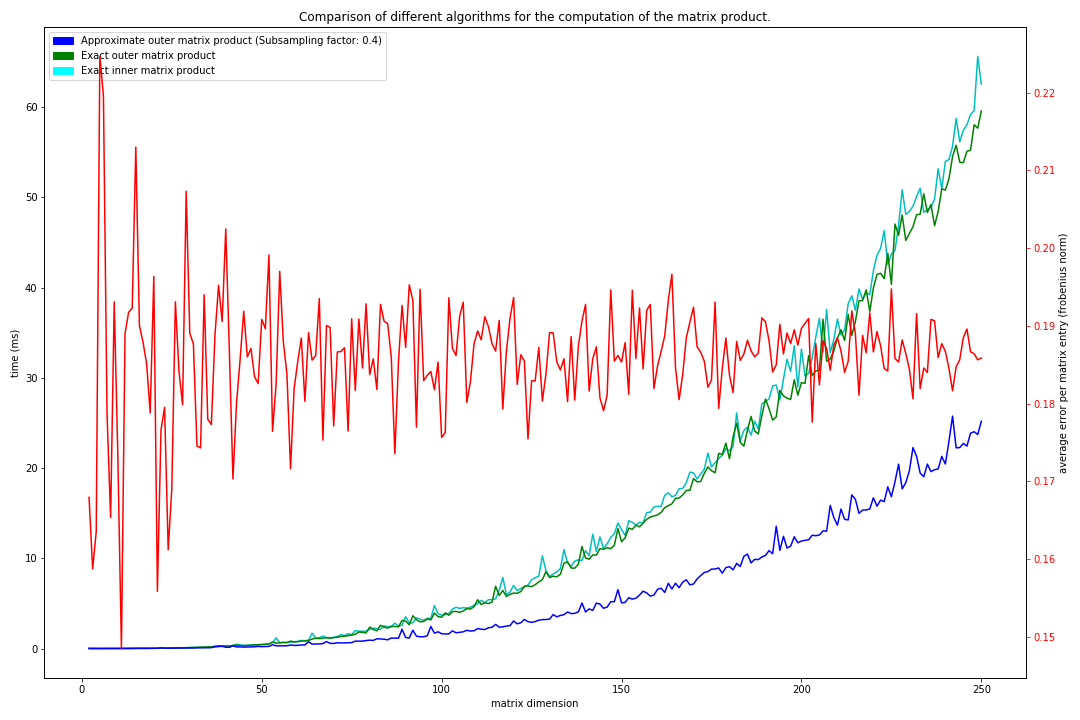 Comparison of different algorithms for the computation of the matrix product.
Approximate outer matrix product (Subsampling factor: 0.4)
Exact outer matrix product
Exact inner matrix product
time (ms)
60
50
40
30
20
10
0
0 50 100 150 200 250
matrix dimension
0.22
0.21
0.20
0.19
0.18
0.17
0.16
0.15
average error per matrix entry (frobenius norm)